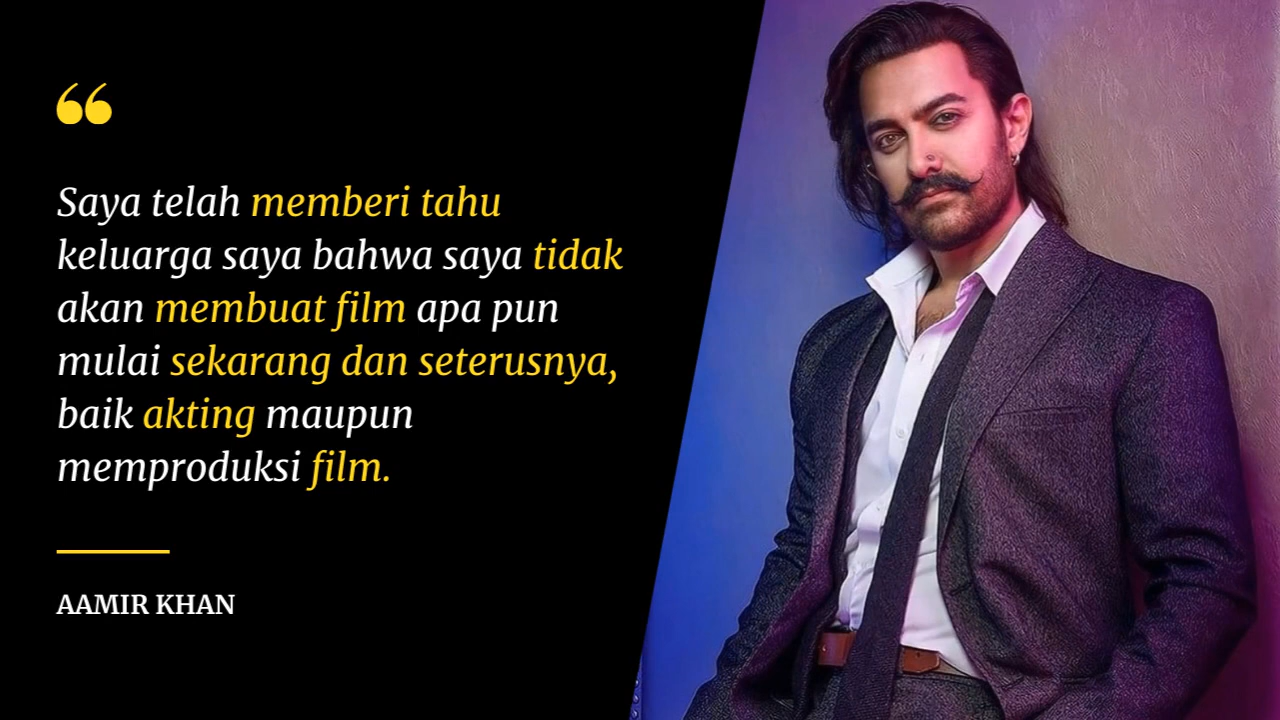 Saya telah memberi tahu
keluarga saya bahwa saya tidak
akan membuat film apa pun
mulai sekarang dan seterusnya,
baik akting maupun
memproduksi film.
AAMIR KHAN